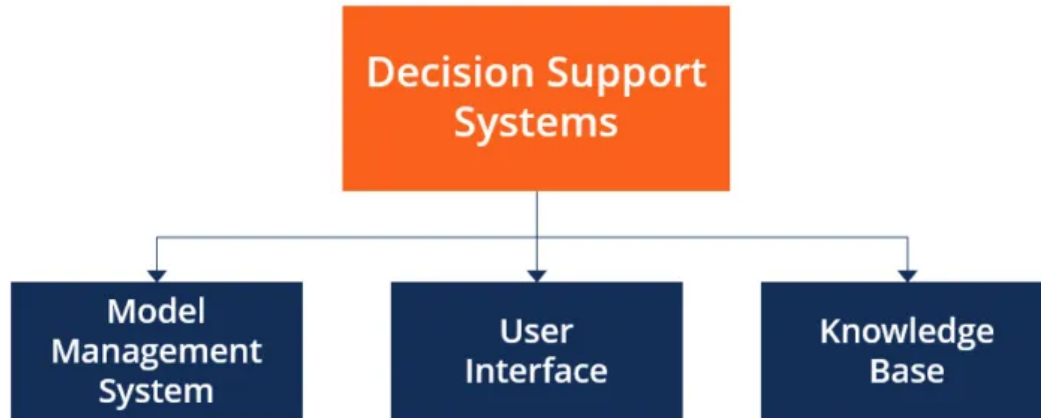 Decision Support
Systems
Model
Management
System
User
Interface
Knowledge
Base